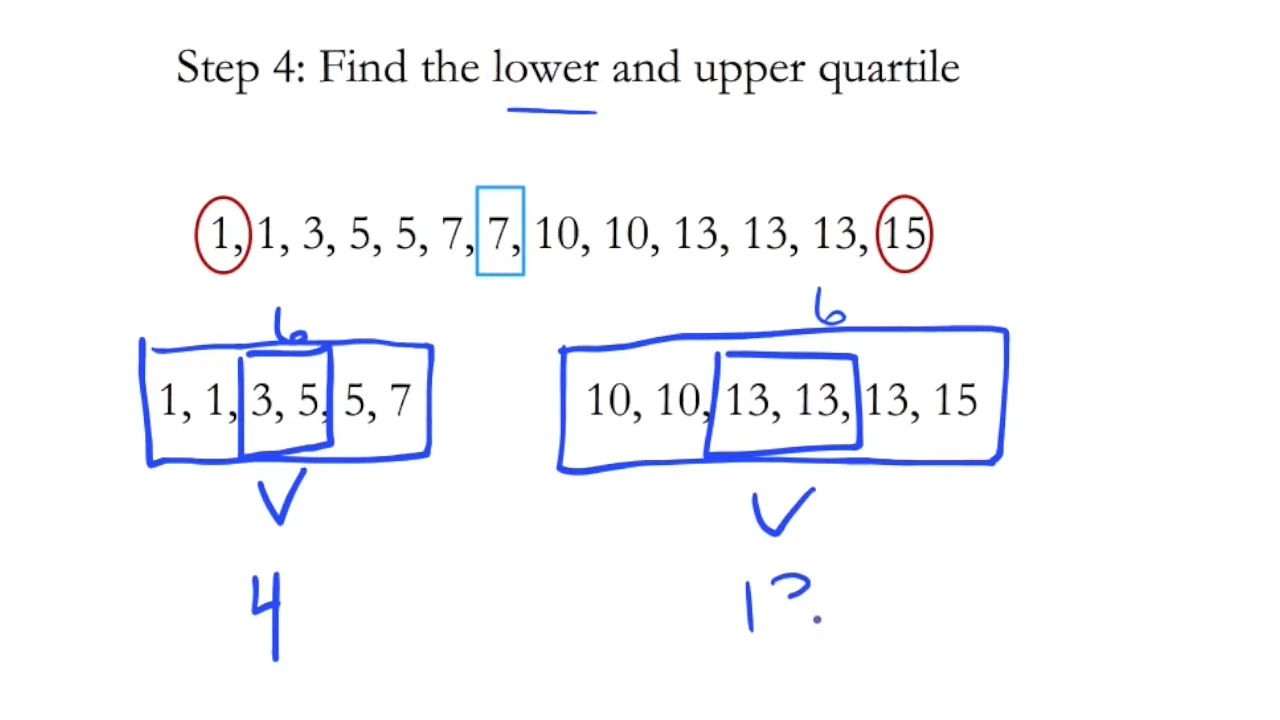 Step 4: Find the lower and upper quartile
1, 1, 3, 5, 5, 7, 7, 10, 10, 13, 13, 13, 15
6 6
1, 1, 3, 5, 5, 7 10, 10, 13, 13, 13, 15
4